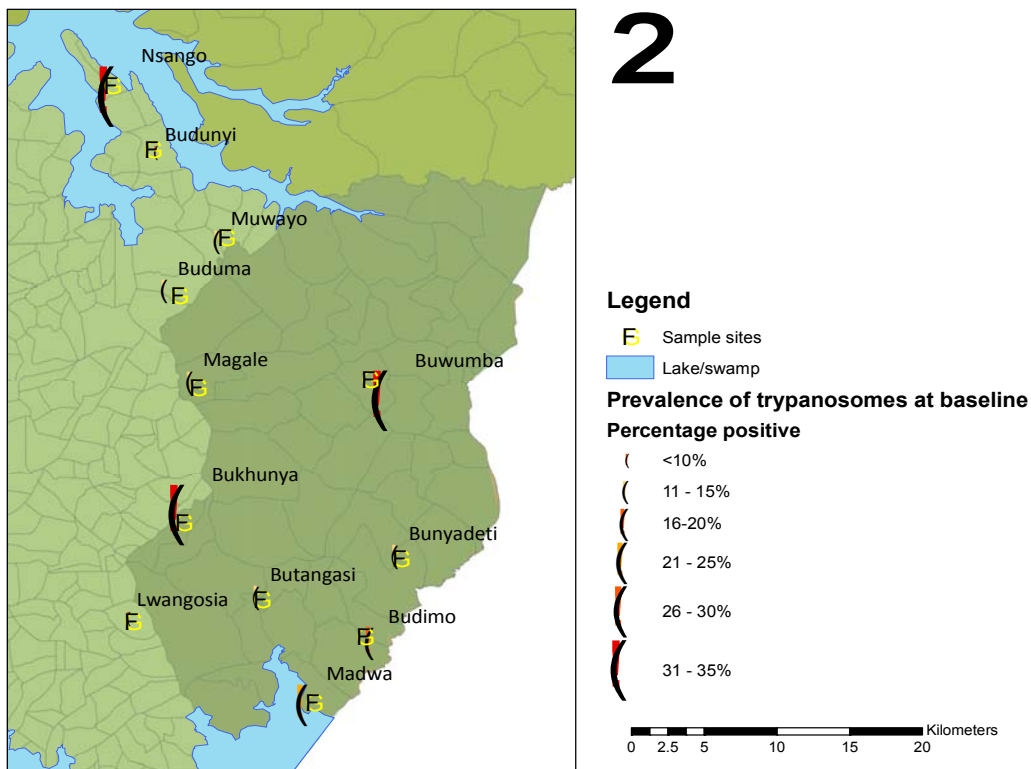 2
Nsango
Budunyi
Muwayo
Buduma
Magale
Buwumba
Bukhunya
Bunyadeti
Butangasi
Lwangosia
Budimo
Madwa
Legend
Sample sites
Lake/swamp
Prevalence of trypanosomes at baseline
Percentage positive
<10%
11 - 15%
16-20%
21 - 25%
26 - 30%
31 - 35%
Kilometers
0 2.5 5 10 15 20